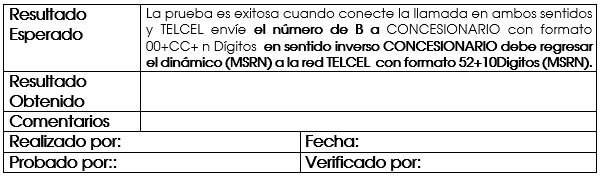 Resultado Esperado
La prueba es exitosa cuando conecte la llamada en ambos sentidos
y TELCEL envíe el número de B a CONCESIONARIO con formato
00+CC+ n Dígitos en sentido inverso CONCESIONARIO debe regresar
el dinámico (MSRN) a la red TELCEL con formato 52+10Digitos (MSRN).
Resultado
Obtenido
Comentarios
Realizado por:
Fecha:
Probado por::
Verificado por: